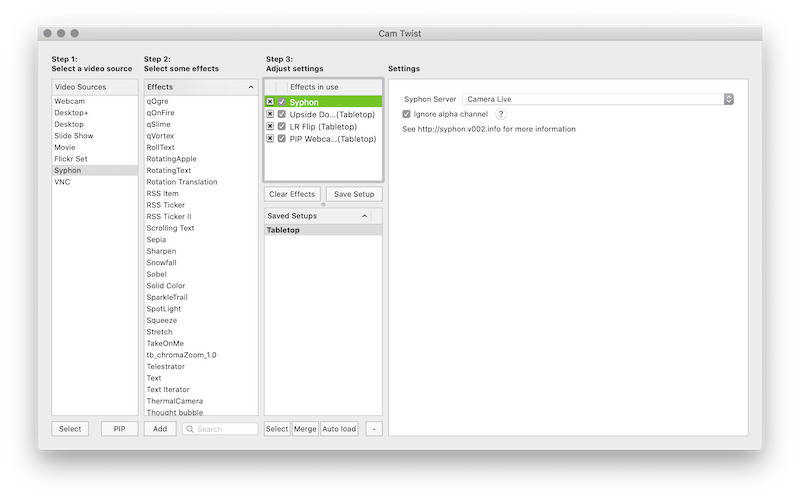 Cam Twist
Step 1:
Select a video source
Step 2:
Select some effects
Step 3:
Adjust settings
Settings
Video Sources
Webcam
Desktop+
Desktop
Slide Show
Movie
Flickr Set
Syphon
VNC
Select
PIP
Effects
qOgre
qOnFire
qSlime
qVortex
RollText
RotatingApple
RotatingText
Rotation Translation
RSS Item
RSS Ticker
RSS Ticker II
Scrolling Text
Sepia
Sharpen
Snowfall
Sobel
Solid Color
SparkleTrail
SpotLight
Squeeze
Stretch
TakeOnMe
tb_chromaZoom_1.0
Telestrator
Text
Text Iterator
ThermalCamera
Thought bubble
Add
Search
Effects in use
Syphon
Upside Do...(Tabletop)
LR Flip (Tabletop)
PIP Webca...(Tabletop)
Clear Effects
Save Setup
Saved Setups
Tabletop
Select
Merge
Auto load
-
Syphon Server
Camera Live
Ignore alpha channel
?
See http://syphon.v002.info for more information